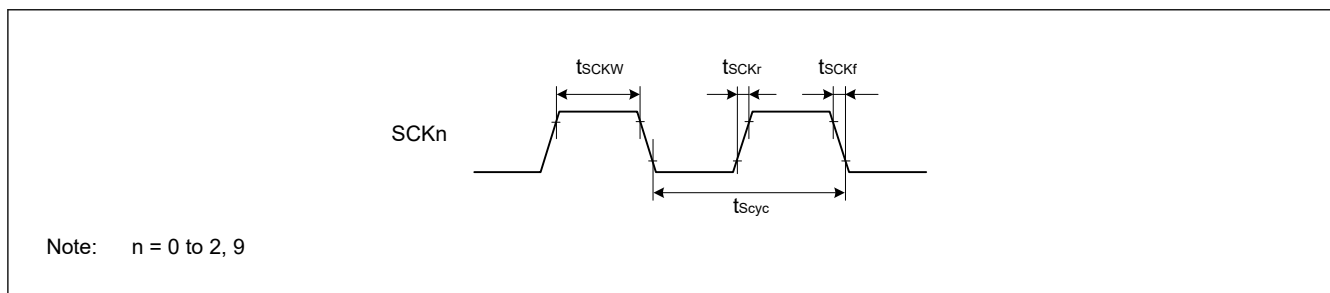 tSCKW tSCKr tSCKf
SCKn
tScyc
Note: n = 0 to 2, 9